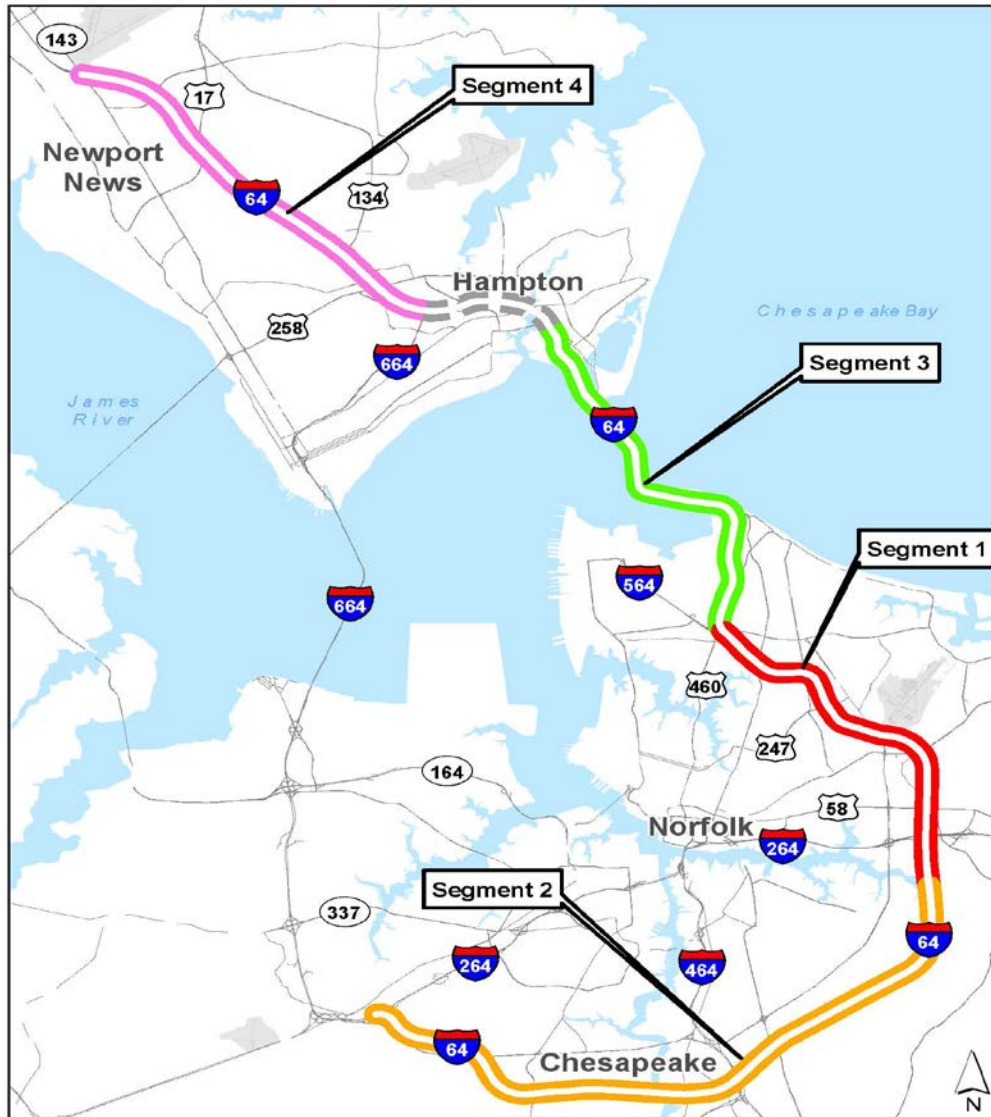 143
Segment 4
17
Newport
News
64
134
Hampton
Chesapeake Bay
258
664
Segment 3
James
River
64
Segment 1
564
664
460
247
164
58
Norfolk
264
Segment 2
337
64
264
464
64
Chesapeake
N